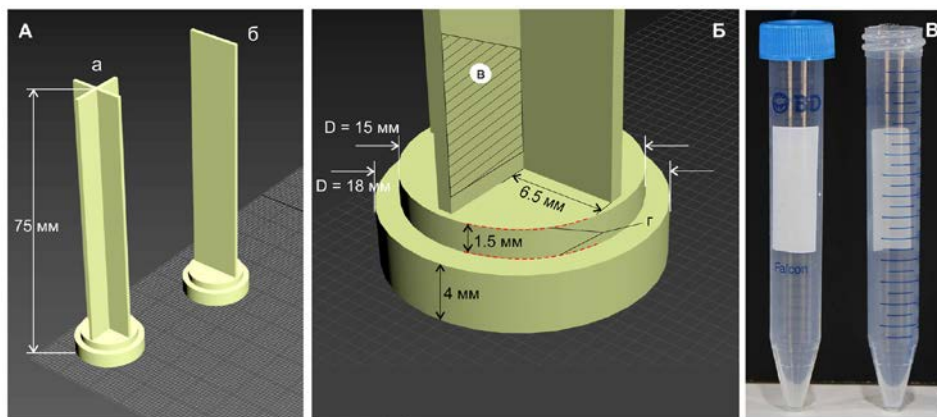 А
а
б
75 мм
Б
в
D = 15 мм
D = 18 мм
6.5 мм
г
1.5 мм
4 мм
В
BD
Falcon